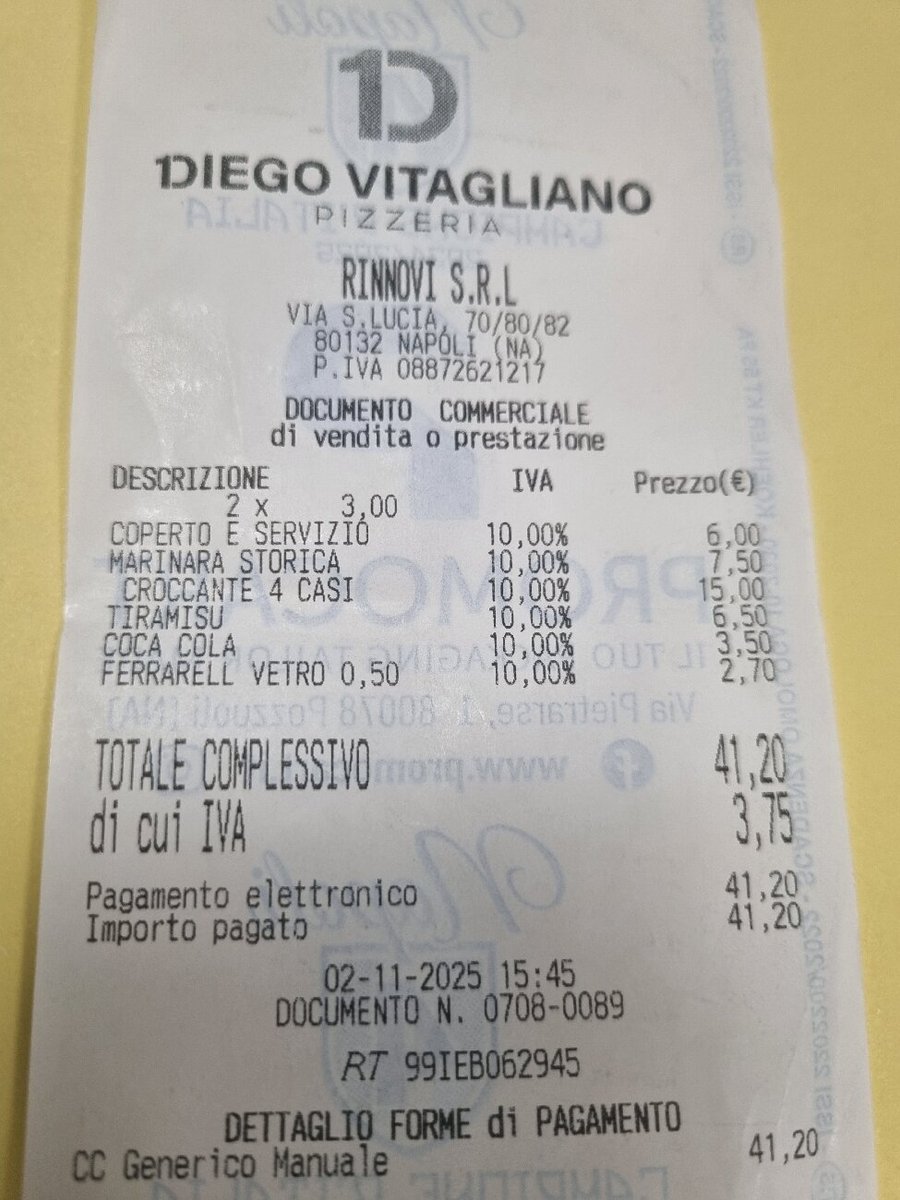 1D
1DIEGO VITAGLIANO
PIZZERIA
RINNOVI S.R.L
VIA S.LUCIA, 70/80/82
80132 NAPOLI (NA)
P.IVA 08872621217
DOCUMENTO COMMERCIALE
di vendita o prestazione
DESCRIZIONE IVA Prezzo(€)
2 x 3,00
COPERTO E SERVIZIO 10,00% 6,00
MARINARA STORICA 10,00% 7,50
CROCCANTE 4 CASI 10,00% 15,00
TIRAMISU 10,00% 6,50
COCA COLA 10,00% 3,50
FERRARELL VETRO 0,50 10,00% 2,70
TOTALE COMPLESSIVO 41,20
di cui IVA 3,75
Pagamento elettronico 41,20
Importo pagato 41,20
02-11-2025 15:45
DOCUMENTO N. 0708-0089
RT 99IEB062945
DETTAGLIO FORME di PAGAMENTO
CC Generico Manuale 41,20